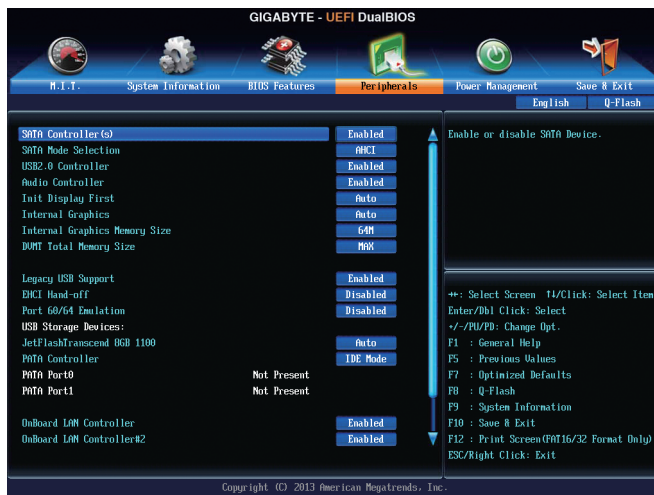 GIGABYTE - UEFI DualBIOS
M.I.T. System Information BIOS Features Peripherals Power Management Save & Exit
English Q-Flash
SATA Controller(s) Enabled
SATA Mode Selection AHCI
USB2.0 Controller Enabled
Audio Controller Enabled
Init Display First Auto
Internal Graphics Auto
Internal Graphics Memory Size 64M
DVMT Total Memory Size MAX
Legacy USB Support Enabled
EHCI Hand-off Disabled
Port 60/64 Emulation Disabled
USB Storage Devices:
JetFlashTranscend 8GB 1100 Auto
PATA Controller IDE Mode
PATA Port0 Not Present
PATA Port1 Not Present
OnBoard LAN Controller Enabled
OnBoard LAN Controller#2 Enabled
Enable or disable SATA Device.
↔: Select Screen ↑↓/Click: Select Item
Enter/Dbl Click: Select
+/-/PU/PD: Change Opt.
F1 : General Help
F5 : Previous Values
F7 : Optimized Defaults
F8 : Q-Flash
F9 : System Information
F10 : Save & Exit
F12 : Print Screen(FAT16/32 Format Only)
ESC/Right Click: Exit
Copyright (C) 2013 American Megatrends, Inc.